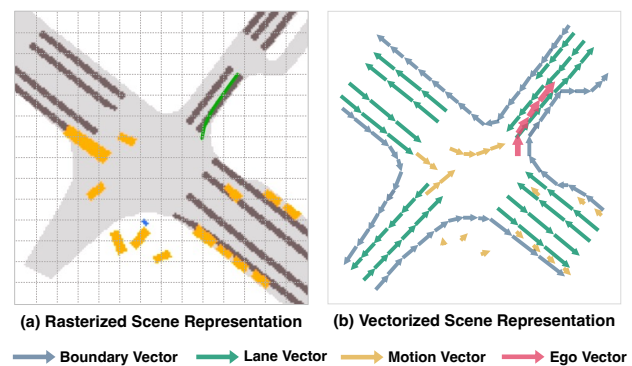 (a) Rasterized Scene Representation
(b) Vectorized Scene Representation
Boundary Vector
Lane Vector
Motion Vector
Ego Vector